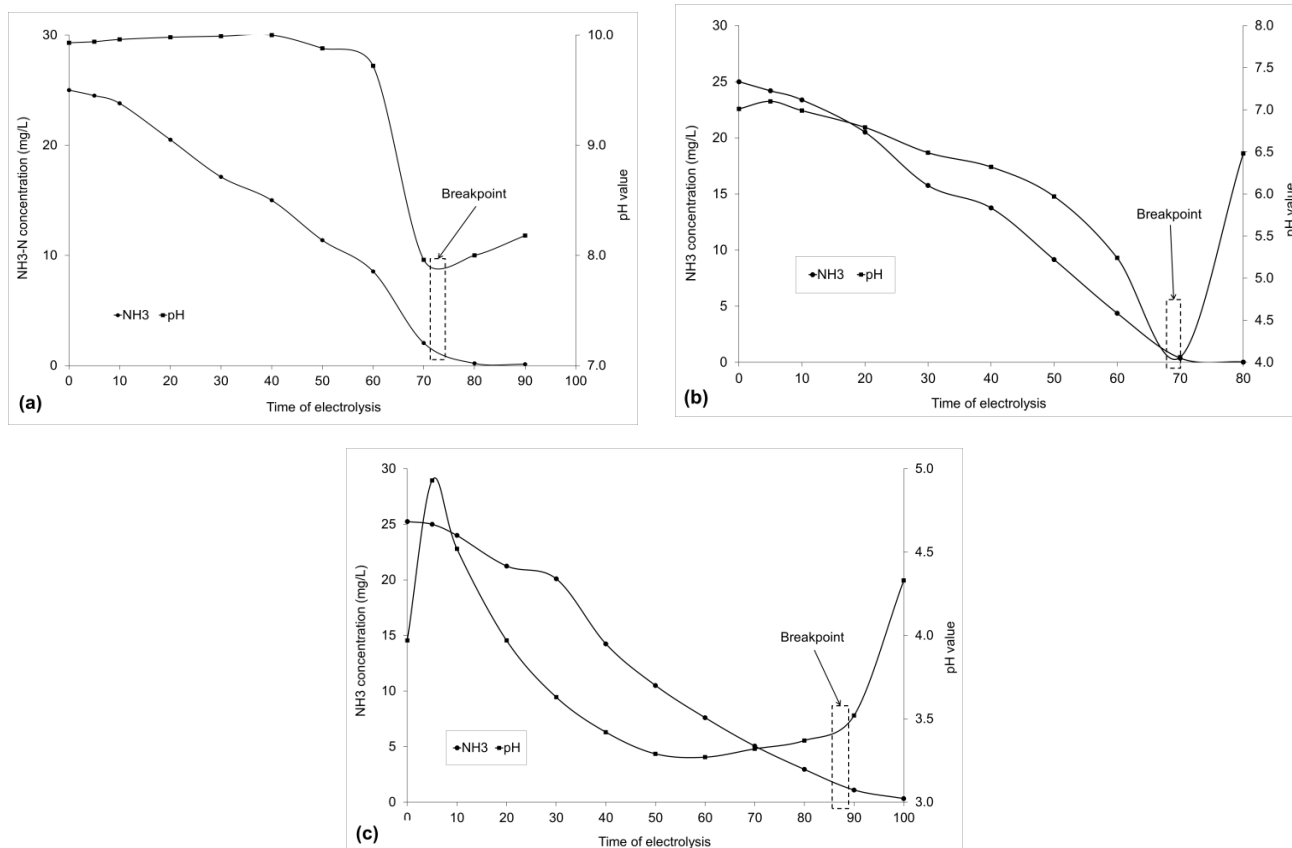 30
25
20
10
0
10.0
9.0
8.0
7.0
NH3-N concentration (mg/L)
pH value
Breakpoint
NH3 pH
0 10 20 30 40 50 60 70 80 90 100
Time of electrolysis
(a)
30
25
20
15
10
5
0
8.0
7.5
7.0
6.5
6.0
5.5
5.0
4.5
4.0
NH3 concentration (mg/L)
pH value
Breakpoint
NH3 pH
0 10 20 30 40 50 60 70 80
Time of electrolysis
(b)
30
25
20
15
10
5
0
5.0
4.5
4.0
3.5
3.0
NH3 concentration (mg/L)
pH value
Breakpoint
NH3 pH
0 10 20 30 40 50 60 70 80 90 100
Time of electrolysis
(c)